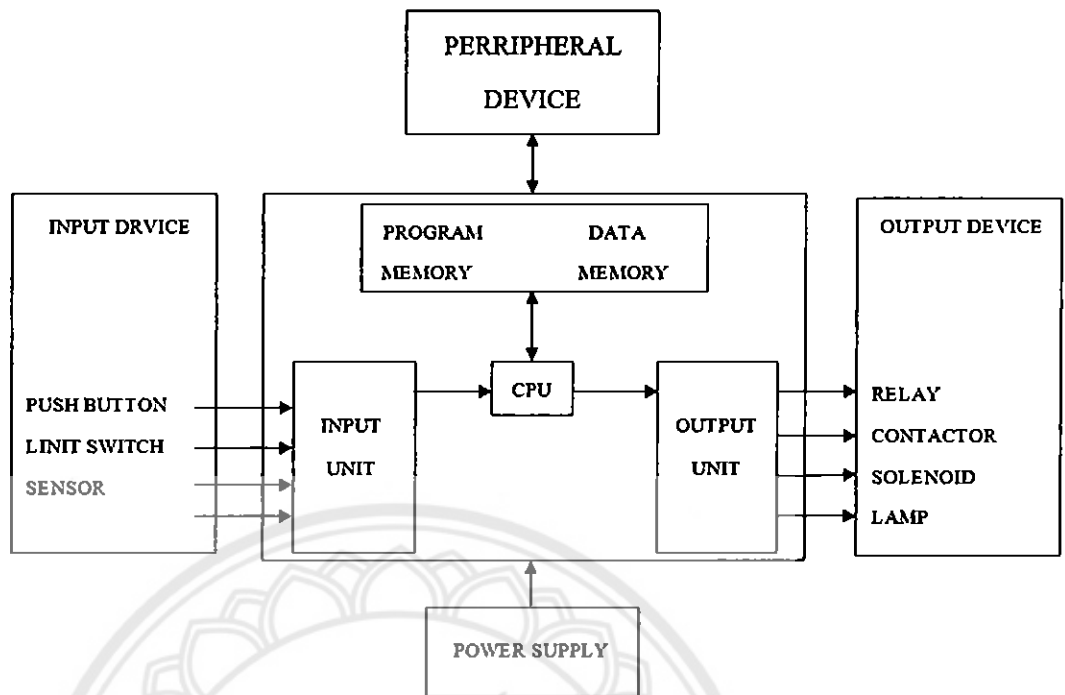 PERRIPHERAL
DEVICE
INPUT DRVICE
PROGRAM DATA
MEMORY MEMORY
OUTPUT DEVICE
CPU
PUSH BUTTON
LINIT SWITCH
SENSOR
INPUT
UNIT
OUTPUT
UNIT
RELAY
CONTACTOR
SOLENOID
LAMP
POWER SUPPLY